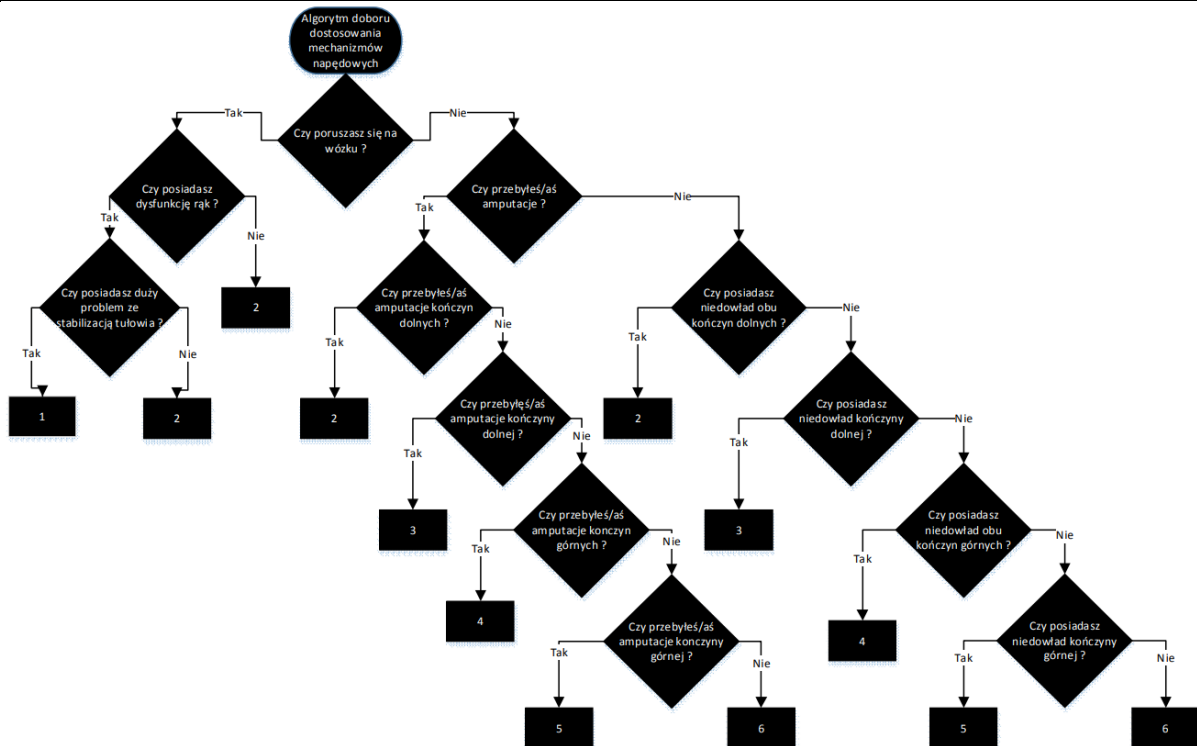 Algorytm doboru
dostosowania
mechanizmów
napędowych
Tak
Nie
Czy poruszasz się na
wózku ?
Czy posiadasz
dysfunkcję rąk ?
Czy przebyłeś/aś
amputacje ?
Tak
Nie
Tak
Nie
Czy posiadasz duży
problem ze
stabilizacją tułowia ?
2
Czy przebyłeś/aś
amputacje kończyn
dolnych ?
Czy posiadasz
niedowład obu
kończyn dolnych ?
Tak
Nie
Tak
Nie
Tak
Nie
1
2
2
Czy przebyłęś/aś
amputacje kończyny
dolnej ?
2
Czy posiadasz
niedowład kończyny
dolnej ?
Tak
Nie
Tak
Nie
3
Czy przebyłeś/aś
amputacje konczyn
górnych ?
3
Czy posiadasz
niedowład obu
kończyn górnych ?
Tak
Nie
Tak
Nie
4
Czy przebyłeś/aś
amputacje konczyny
górnej ?
4
Czy posiadasz
niedowład kończyny
górnej ?
Tak
Nie
Tak
Nie
5
6
5
6